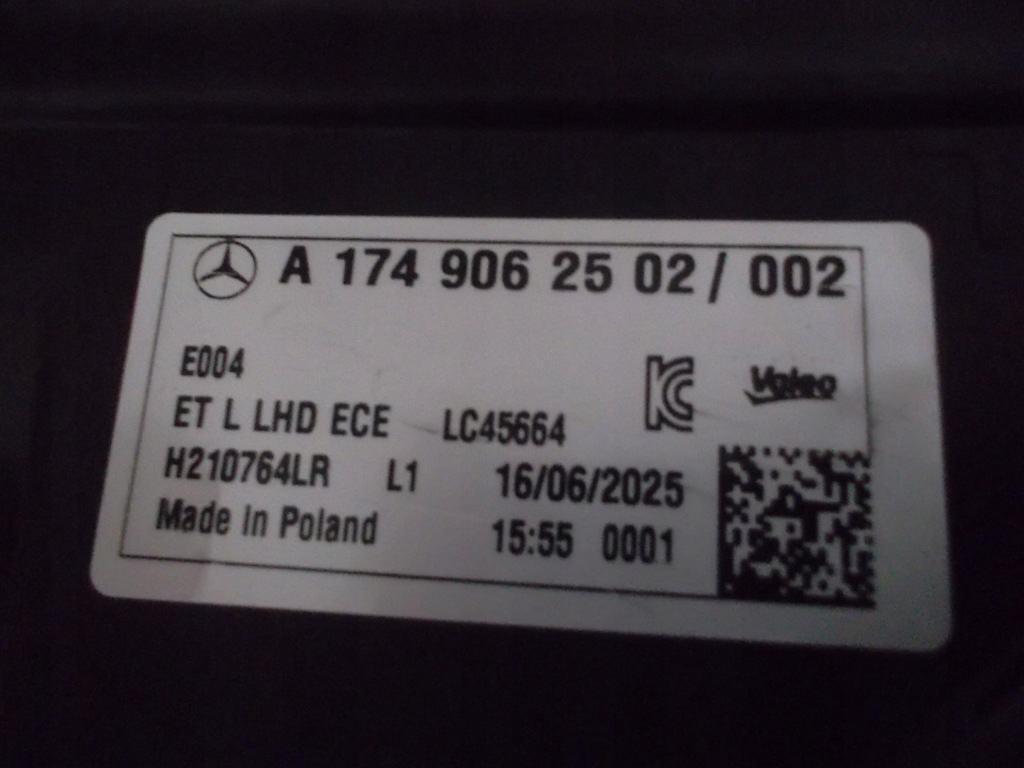 A 174 906 25 02 / 002
E004
KC Valeo
ET L LHD ECE LC45664
H210764LR L1 16/06/2025
Made in Poland 15:55 0001